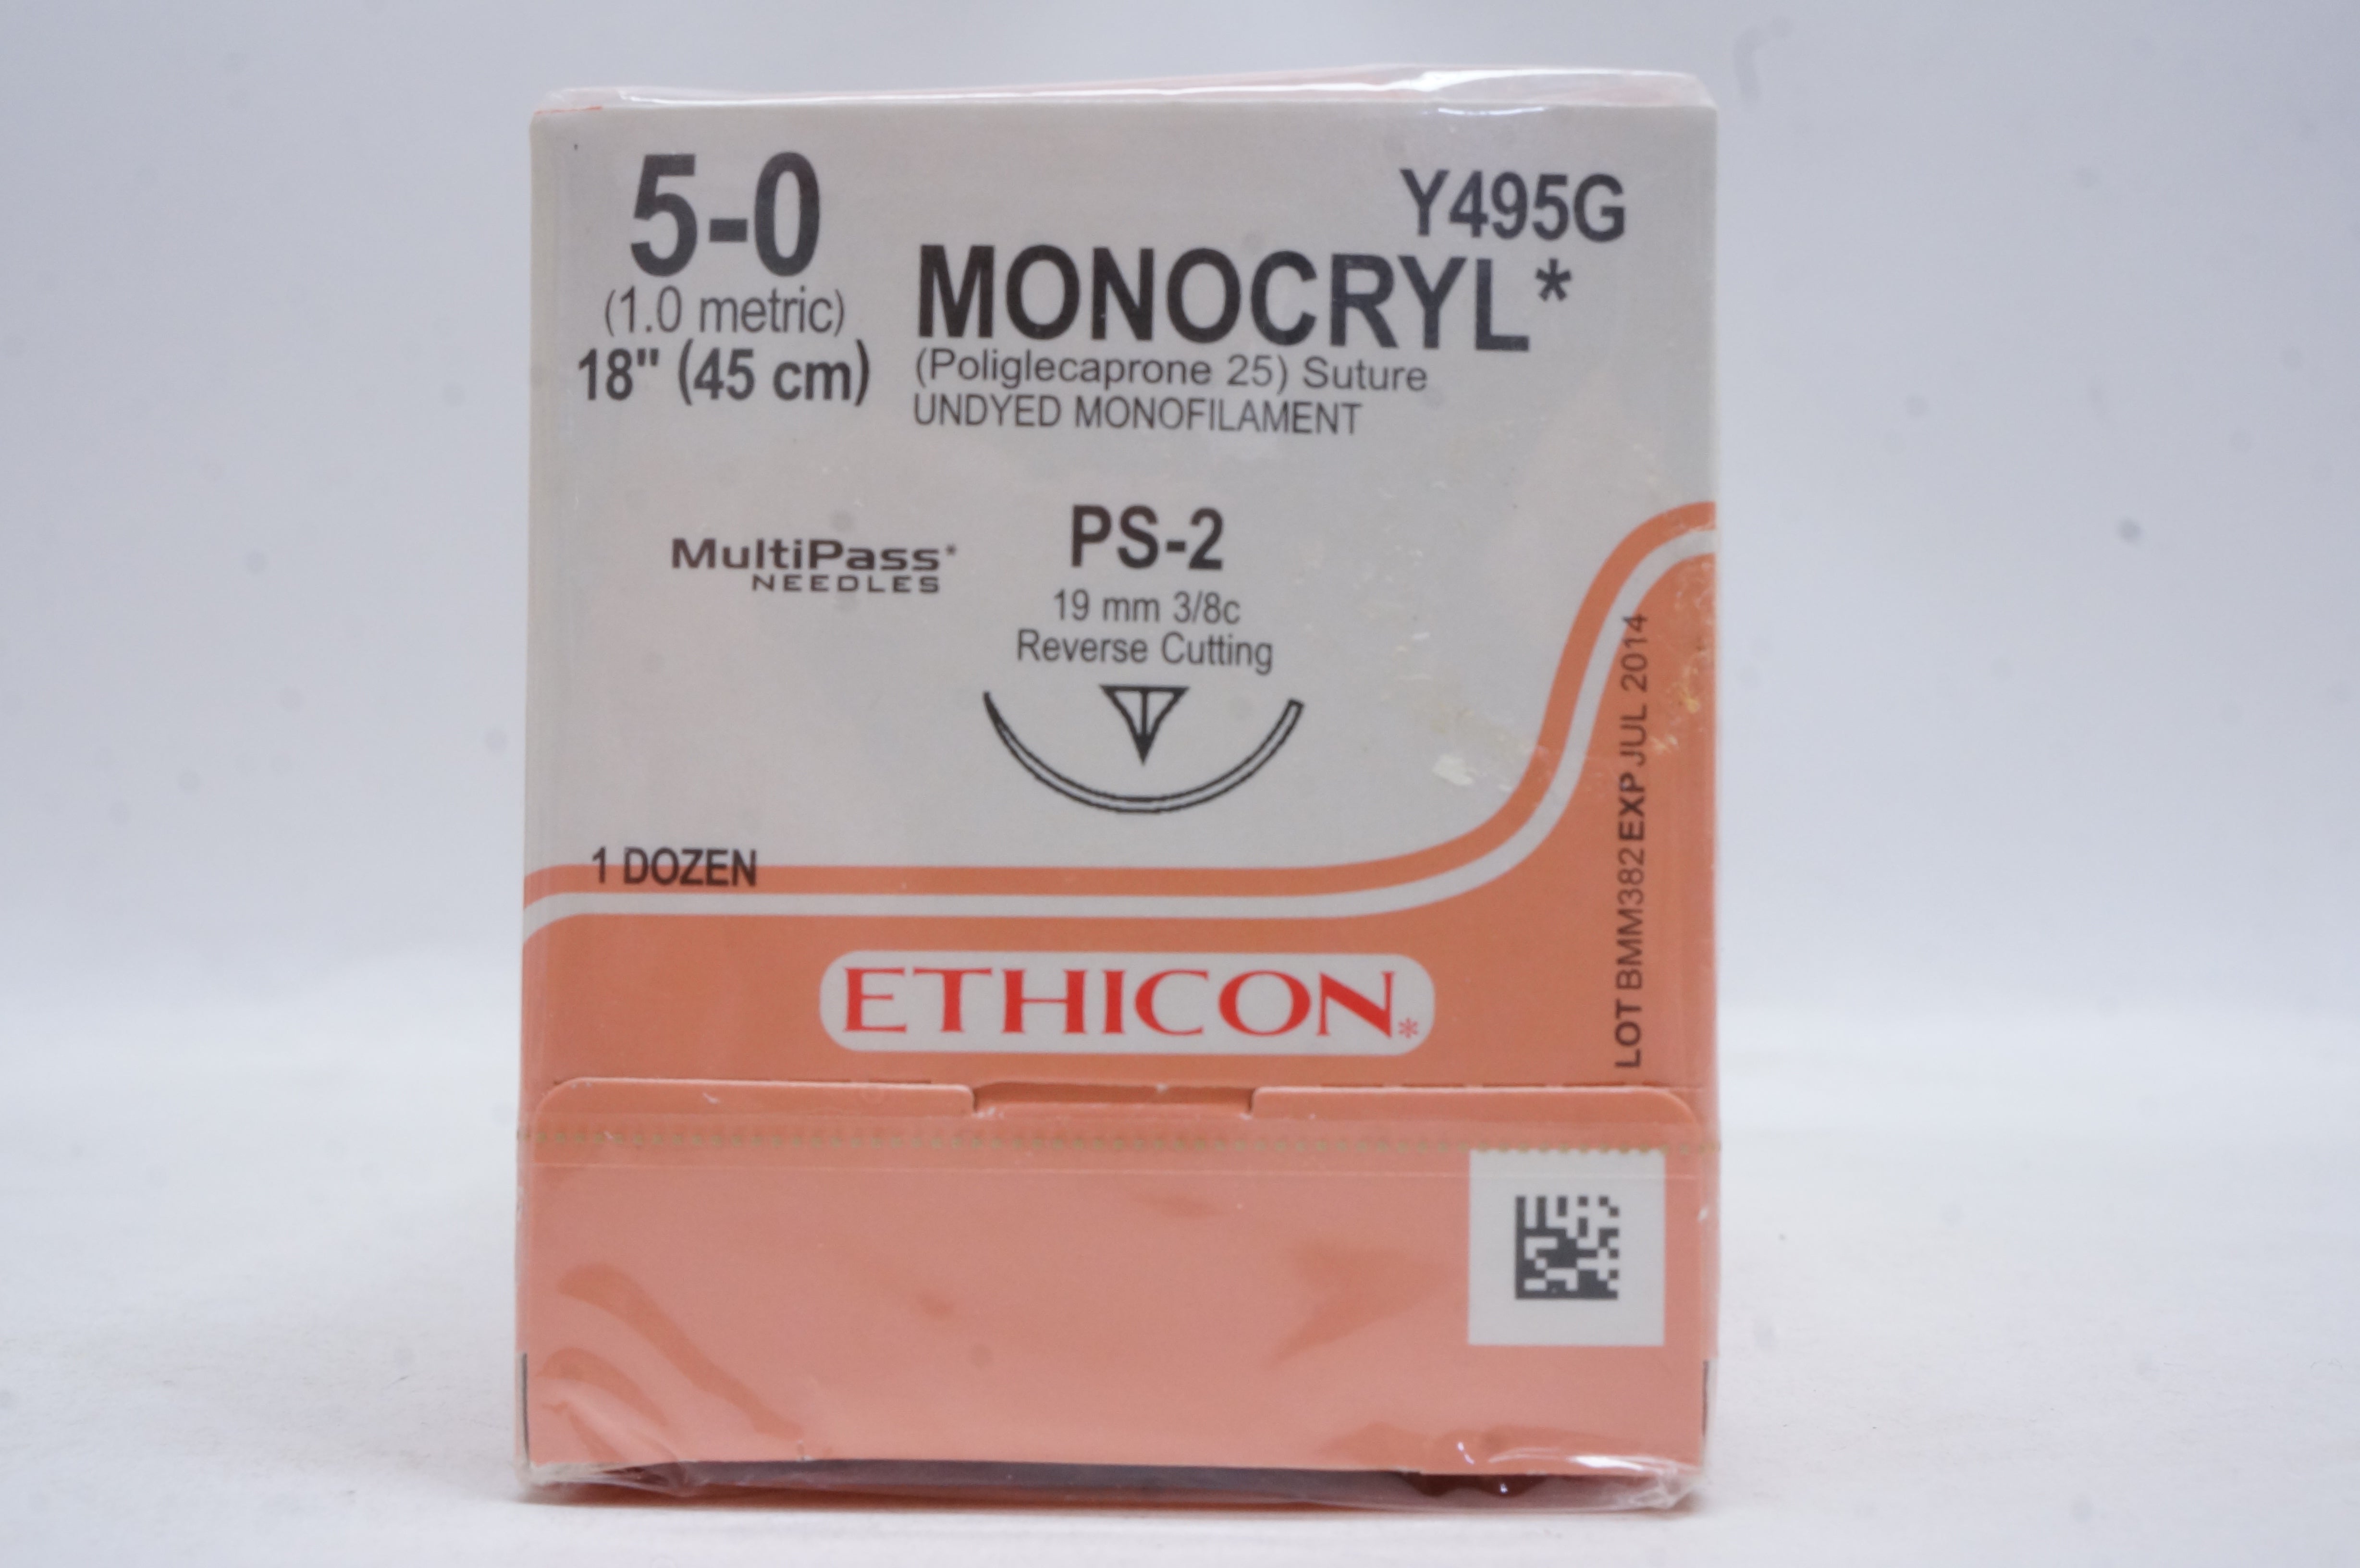 5-0
(1.0 metric)
18" (45 cm)
Y495G
MONOCRYL*
(Poliglecaprone 25) Suture
UNDYED MONOFILAMENT
MultiPass*
NEEDLES
PS-2
19 mm 3/8c
Reverse Cutting
1 DOZEN
LOT BMM382 EXP JUL 2014
ETHICON*